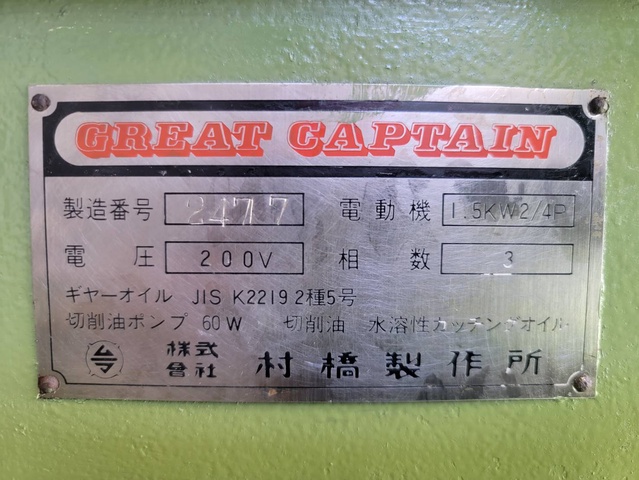 GREAT CAPTAIN
製造番号 2477 電動機 1.5KW2/4P
電圧 200V 相数 3
ギヤーオイル JIS K2219 2種5号
切削油ポンプ 60W 切削油 水溶性カッチングオイル
株式會社 村橋製作所